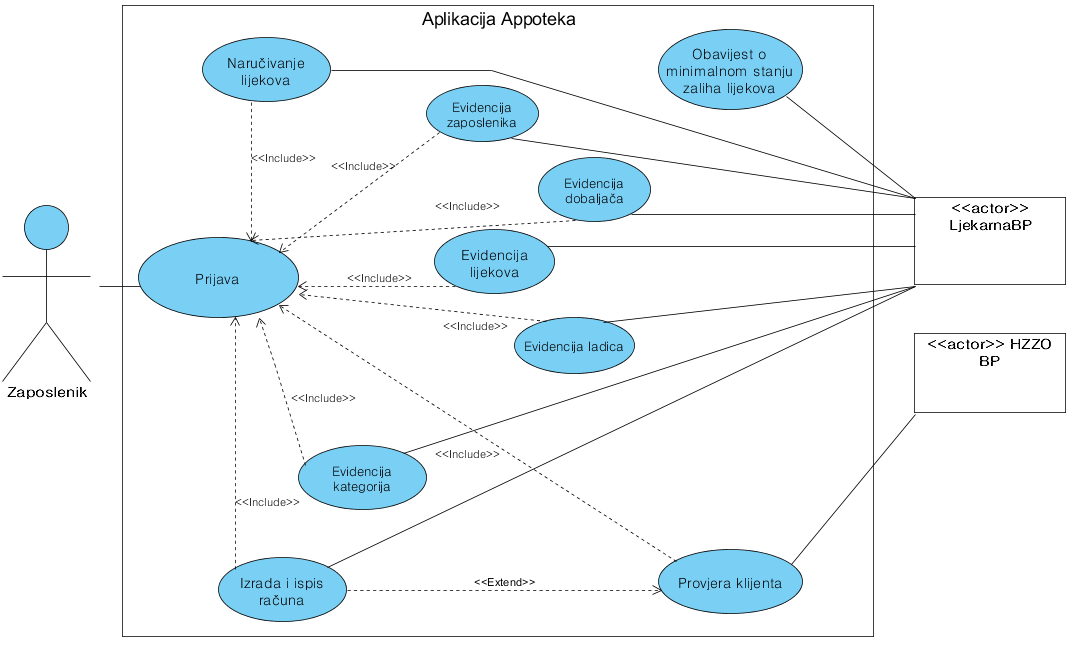 Aplikacija Appoteka
Naručivanje
lijekova
Obavijest o
minimalnom stanju
zaliha lijekova
Evidencija
zaposlenika
<<Include>>
<<Include>>
Evidencija
dobaljača
<<Include>>
<<actor>>
LjekarnaBP
Prijava
Evidencija
lijekova
<<Include>>
<<Include>>
Evidencija ladica
<<actor>> HZZO
BP
Zaposlenik
<<Include>>
<<Include>>
Evidencija
kategorija
<<Include>>
Izrada i ispis
računa
<<Extend>>
Provjera klijenta